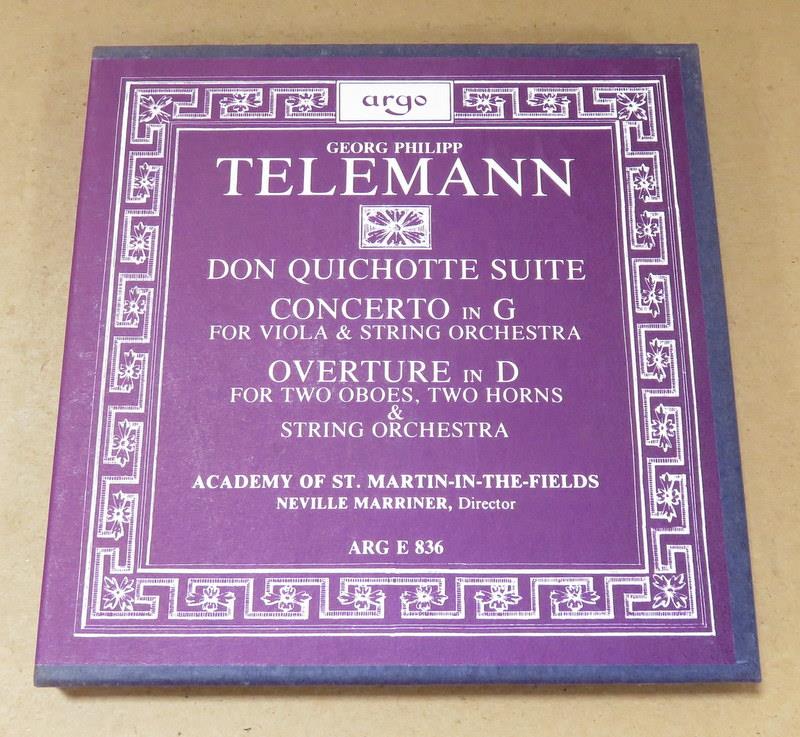 argo
GEORG PHILIPP
TELEMANN
DON QUICHOTTE SUITE
CONCERTO IN G
FOR VIOLA & STRING ORCHESTRA
OVERTURE IN D
FOR TWO OBOES, TWO HORNS
&
STRING ORCHESTRA
ACADEMY OF ST. MARTIN-IN-THE-FIELDS
NEVILLE MARRINER, Director
ARG E 836